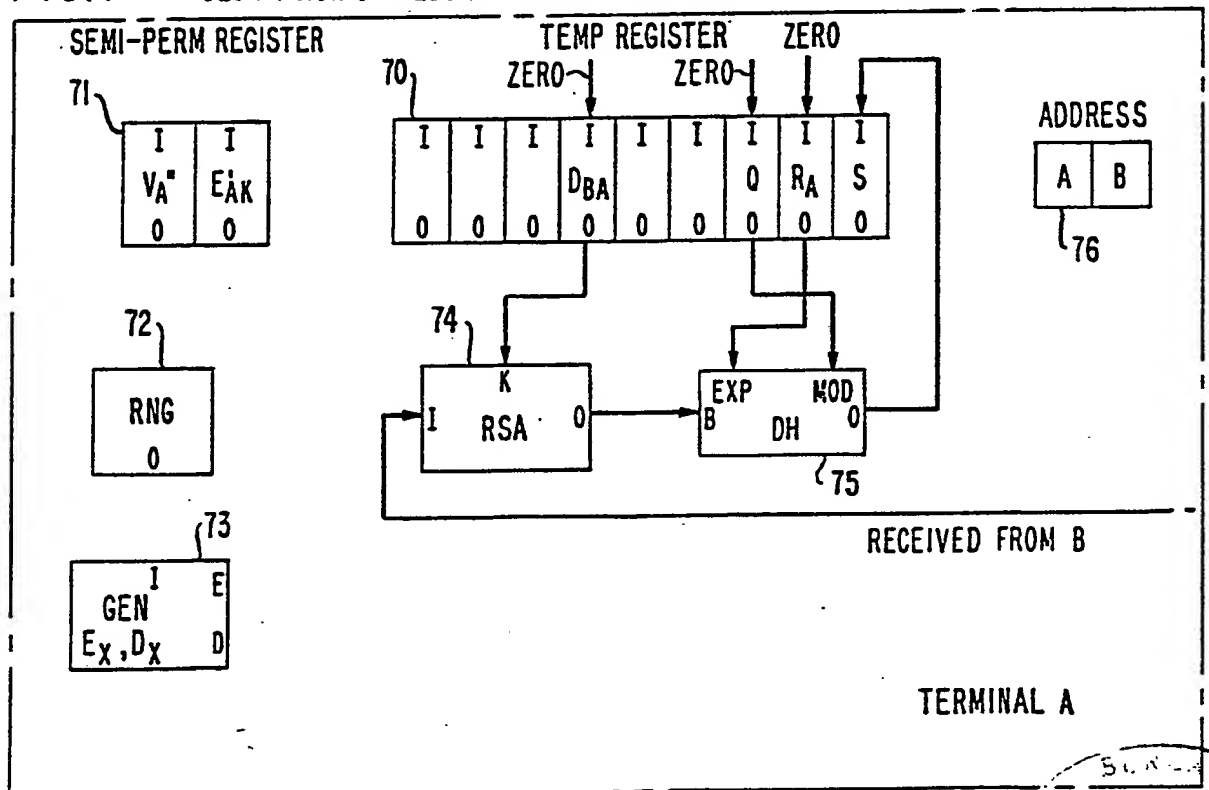 SEMI-PERM REGISTER
TEMP REGISTER
ZERO
70
ZERO
ZERO
71
I I
V_A" E'_AK
0 0
I I I I I I I I I
D_BA Q R_A S
0 0 0 0 0 0 0 0 0
ADDRESS
A B
76
72
RNG
0
74
K
I RSA 0
EXP MOD
B DH 0
75
RECEIVED FROM B
73
I E
GEN
E_X, D_X D
TERMINAL A